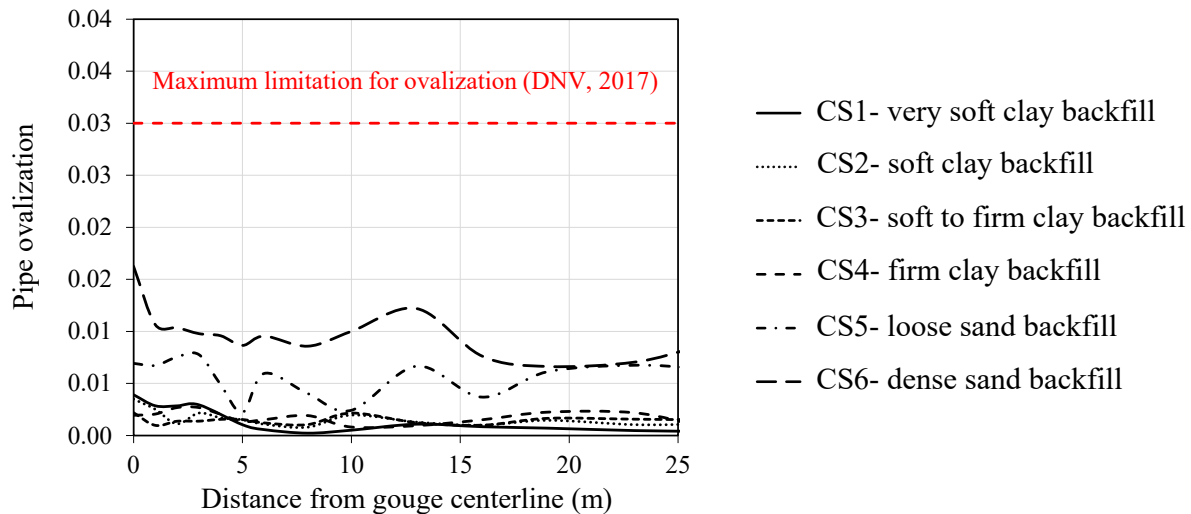 0.04
0.04
0.03
0.03
0.02
0.02
0.01
0.01
0.00
Pipe ovalization
Maximum limitation for ovalization (DNV, 2017)
0 5 10 15 20 25
Distance from gouge centerline (m)
CS1- very soft clay backfill
CS2- soft clay backfill
CS3- soft to firm clay backfill
CS4- firm clay backfill
CS5- loose sand backfill
CS6- dense sand backfill